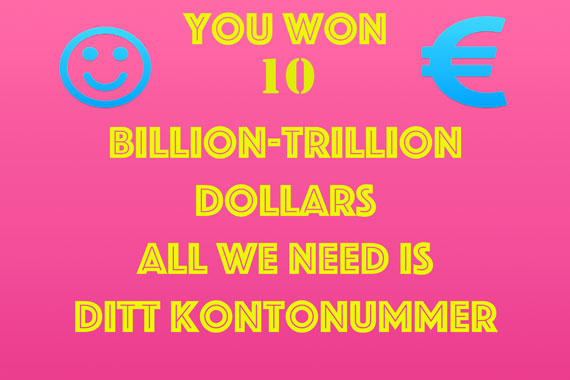 YOU WON
10
BILLION-TRILLION
DOLLARS
ALL WE NEED IS
DITT KONTONUMMER